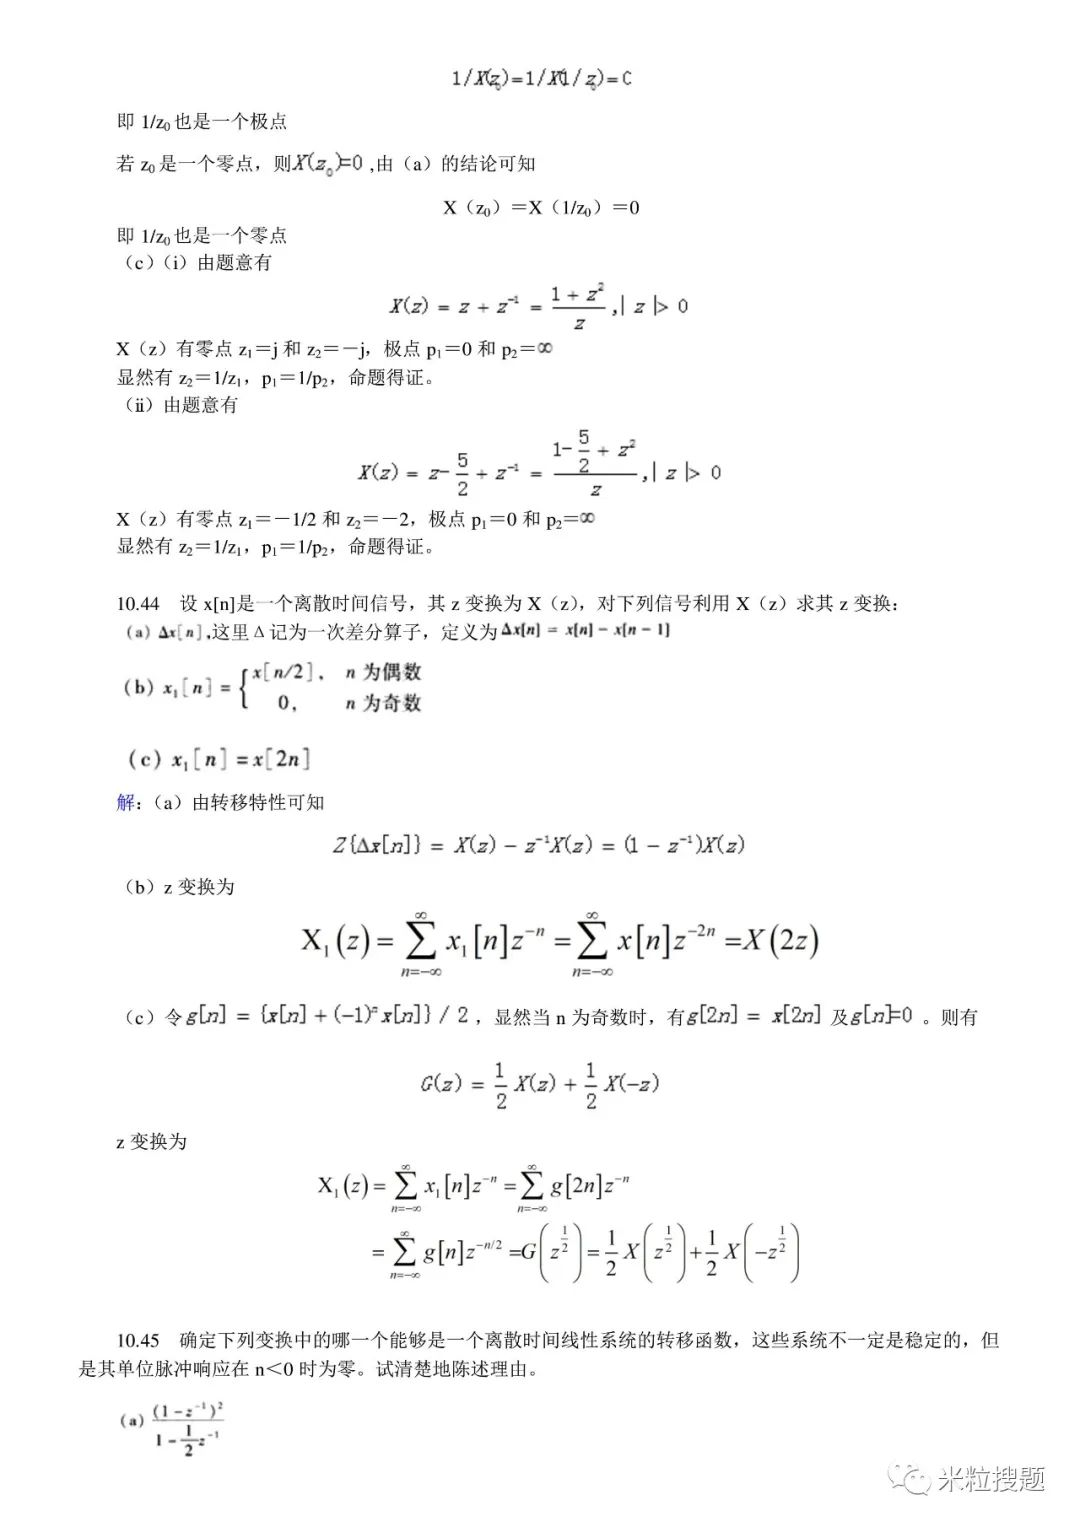 1/X(z₀)=1/X(1/z₀)=0
即 1/z₀也是一个极点
若 z₀是一个零点，则X(z₀)=0 ,由（a）的结论可知
X（z₀）＝X（1/z₀）＝0
即 1/z₀也是一个零点
（c）（i）由题意有
X(z) = z + z⁻¹ = (1 + z²)/z ,| z |> 0
X（z）有零点 z₁＝j 和 z₂＝－j，极点 p₁＝0 和 p₂＝∞
显然有 z₂＝1/z₁，p₁＝1/p₂，命题得证。
（ii）由题意有
X(z) = z- 5/2 + z⁻¹ = (1- 5/2 + z²)/z ,| z |> 0
X（z）有零点 z₁＝－1/2 和 z₂＝－2，极点 p₁＝0 和 p₂＝∞
显然有 z₂＝1/z₁，p₁＝1/p₂，命题得证。
10.44 设 x[n]是一个离散时间信号，其 z 变换为 X（z），对下列信号利用 X（z）求其 z 变换：
(a) Δx[n],这里 Δ 记为一次差分算子，定义为 Δx[n] = x[n] − x[n − 1]
(b) x₁[n] = { x[n/2], n 为偶数
0, n 为奇数
(c) x₁[n] = x[2n]
解:（a）由转移特性可知
Z{Δx[n]} = X(z) − z⁻¹X(z) = (1 − z⁻¹)X(z)
（b）z 变换为
X₁(z) = ∑_{n=-∞}^{∞} x₁[n]z⁻ⁿ = ∑_{n=-∞}^{∞} x[n]z⁻²ⁿ =X(2z)
（c）令 g[n] = {x[n] + (−1)ⁿ x[n]} / 2 ，显然当 n 为奇数时，有 g[2n] = x[2n] 及 g[n]=0 。则有
G(z) = 1/2 X(z) + 1/2 X(−z)
z 变换为
X₁(z) = ∑_{n=-∞}^{∞} x₁[n]z⁻ⁿ = ∑_{n=-∞}^{∞} g[2n]z⁻ⁿ
= ∑_{n=-∞}^{∞} g[n]z^{-n/2} =G(z^{1/2}) = 1/2 X(z^{1/2}) + 1/2 X(−z^{1/2})
10.45 确定下列变换中的哪一个能够是一个离散时间线性系统的转移函数，这些系统不一定是稳定的，但
是其单位脉冲响应在 n＜0 时为零。试清楚地陈述理由。
(a) (1−z⁻¹)²/(1−1/2 z⁻¹)
米粒搜题